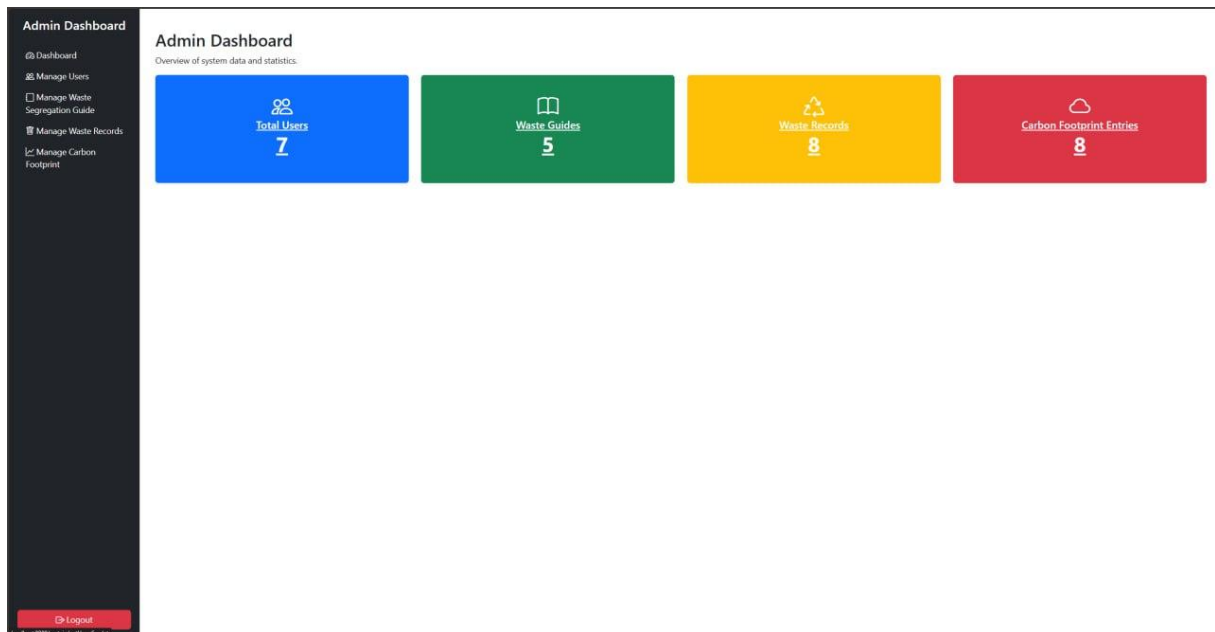 Admin Dashboard
Dashboard
Manage Users
Manage Waste
Segregation Guide
Manage Waste Records
Manage Carbon
Footprint
Logout
Admin Dashboard
Overview of system data and statistics.
Total Users
7
Waste Guides
5
Waste Records
8
Carbon Footprint Entries
8